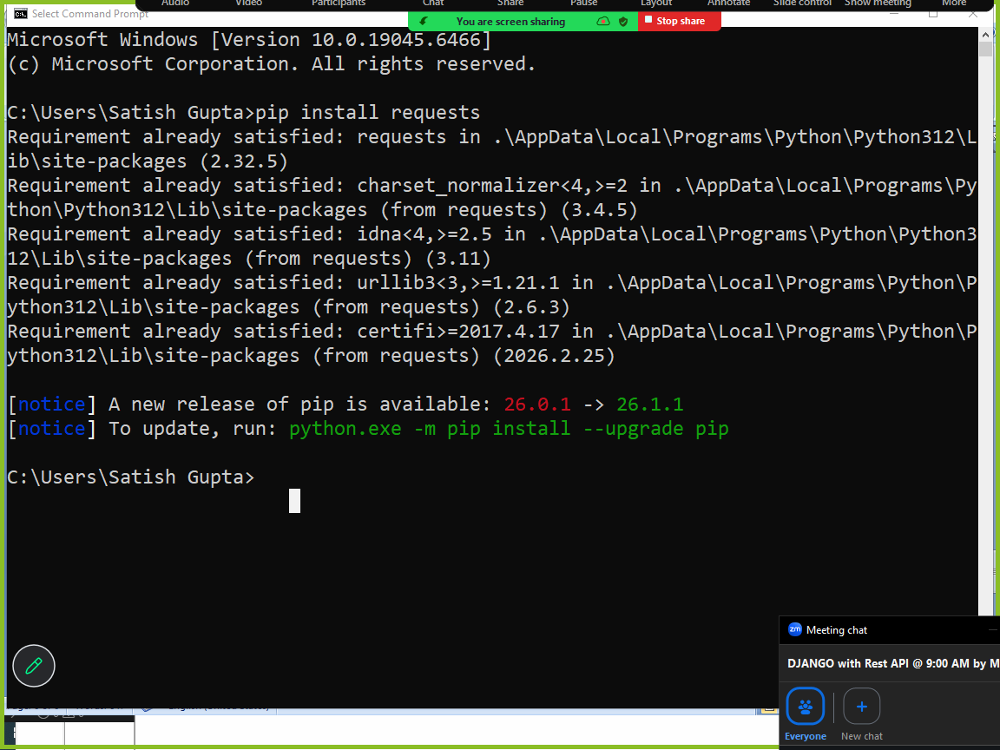 Audio Video Participants Chat Share Pause Layout Annotate Slide control Show meeting More
Select Command Prompt
You are screen sharing
Stop share
Microsoft Windows [Version 10.0.19045.6466]
(c) Microsoft Corporation. All rights reserved.
C:\Users\Satish Gupta>pip install requests
Requirement already satisfied: requests in .\AppData\Local\Programs\Python\Python312\L
ib\site-packages (2.32.5)
Requirement already satisfied: charset_normalizer<4,>=2 in .\AppData\Local\Programs\Py
thon\Python312\Lib\site-packages (from requests) (3.4.5)
Requirement already satisfied: idna<4,>=2.5 in .\AppData\Local\Programs\Python\Python3
12\Lib\site-packages (from requests) (3.11)
Requirement already satisfied: urllib3<3,>=1.21.1 in .\AppData\Local\Programs\Python\P
ython312\Lib\site-packages (from requests) (2.6.3)
Requirement already satisfied: certifi>=2017.4.17 in .\AppData\Local\Programs\Python\P
ython312\Lib\site-packages (from requests) (2026.2.25)
[notice] A new release of pip is available: 26.0.1 -> 26.1.1
[notice] To update, run: python.exe -m pip install --upgrade pip
C:\Users\Satish Gupta>
zm Meeting chat
DJANGO with Rest API @ 9:00 AM by M
Everyone New chat